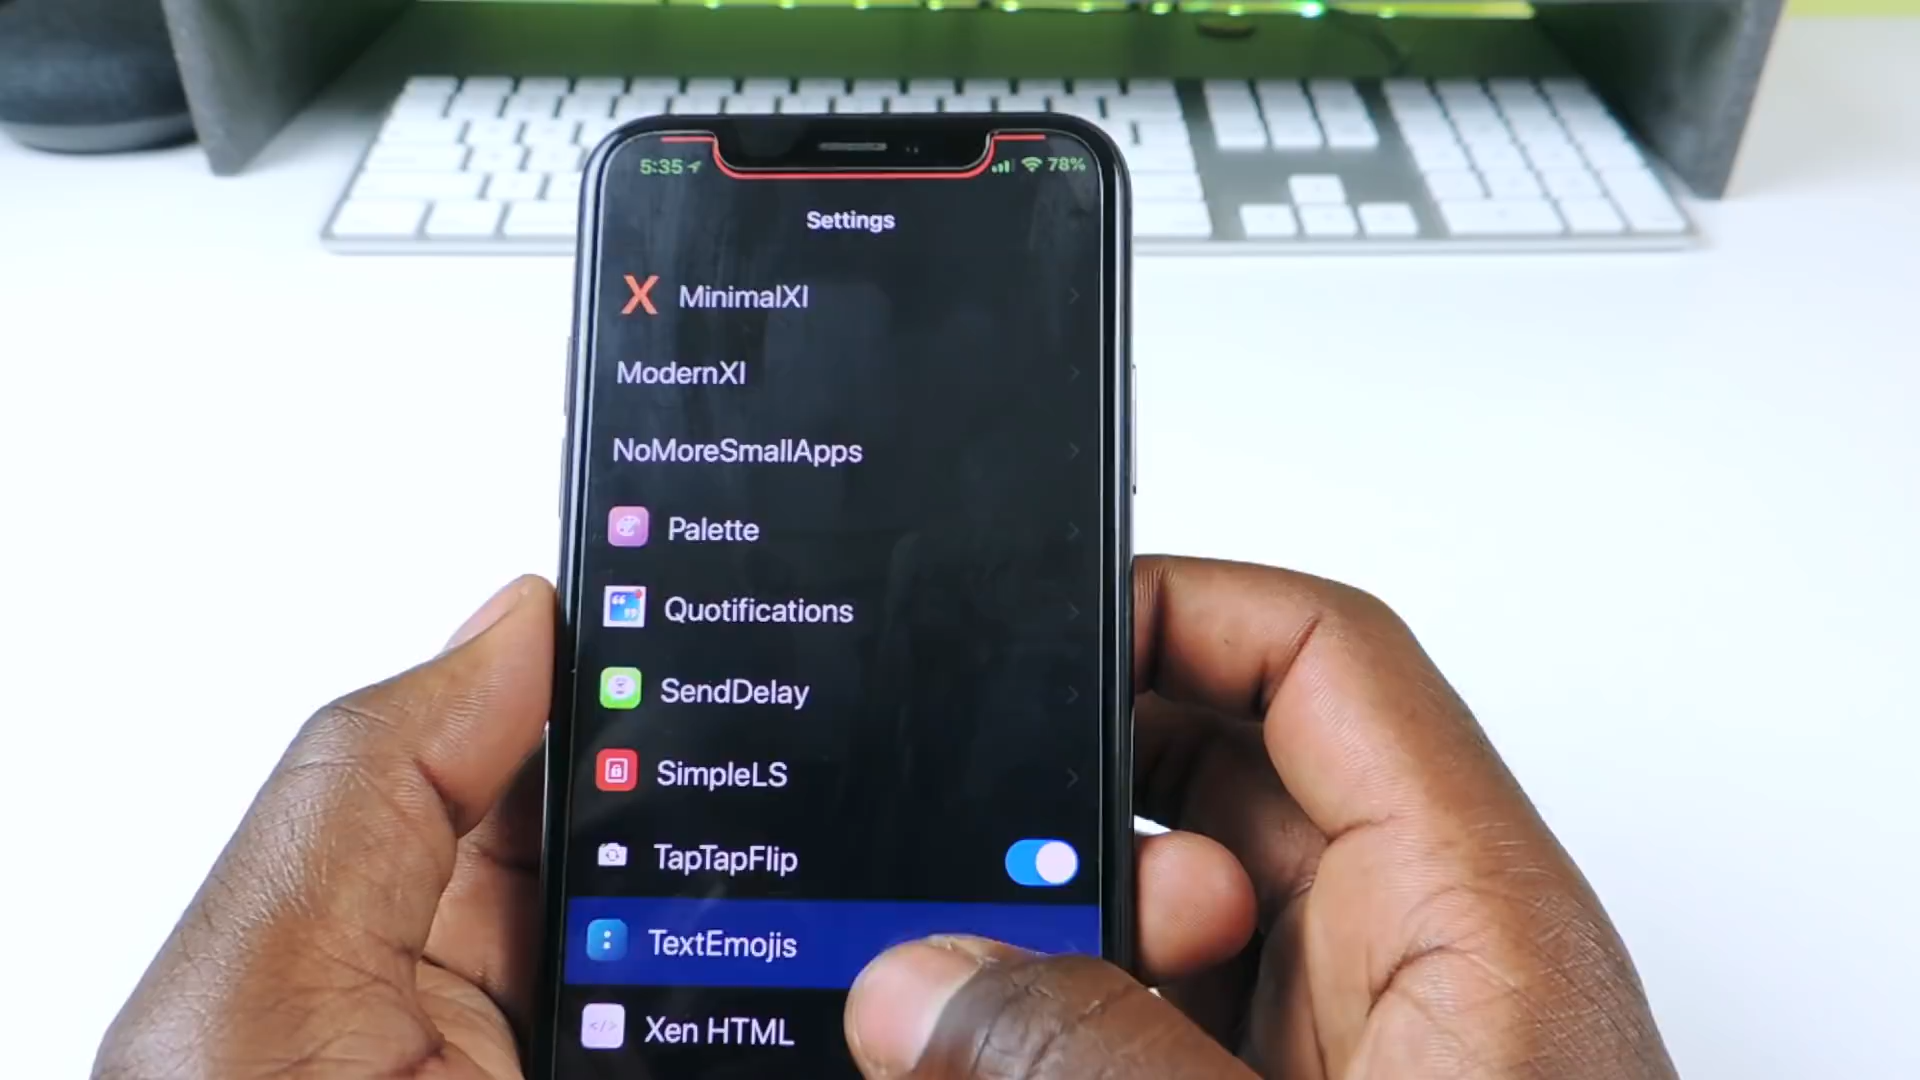 5:35 78%
Settings
MinimalXI
ModernXI
NoMoreSmallApps
Palette
Quotifications
SendDelay
SimpleLS
TapTapFlip
TextEmojis
Xen HTML